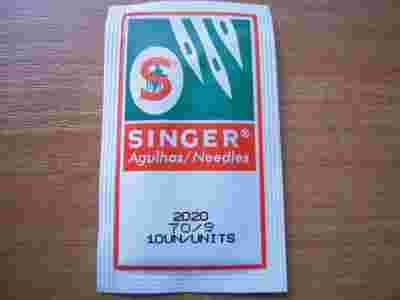 S
SINGER®
Agulhas/Needles
2020
70/9
10UN/UNITS